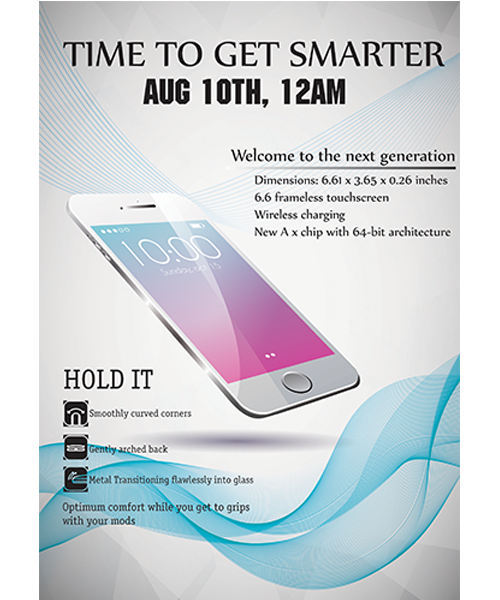 TIME TO GET SMARTER
AUG 10TH, 12AM
Welcome to the next generation
Dimensions: 6.61 x 3.65 x 0.26 inches
6.6 frameless touchscreen
Wireless charging
New A x chip with 64-bit architecture
10:00
HOLD IT
Smoothly curved corners
Gently arched back
Metal Transitioning flawlessly into glass
Optimum comfort while you get to grips
with your mods